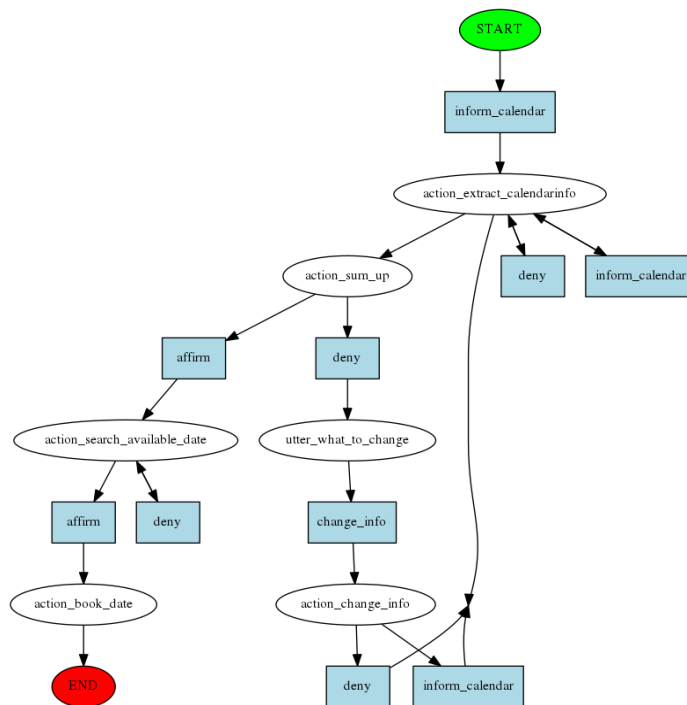 START
inform_calendar
action_extract_calendarinfo
action_sum_up
deny
inform_calendar
affirm
deny
action_search_available_date
utter_what_to_change
affirm
deny
change_info
action_book_date
action_change_info
END
deny
inform_calendar